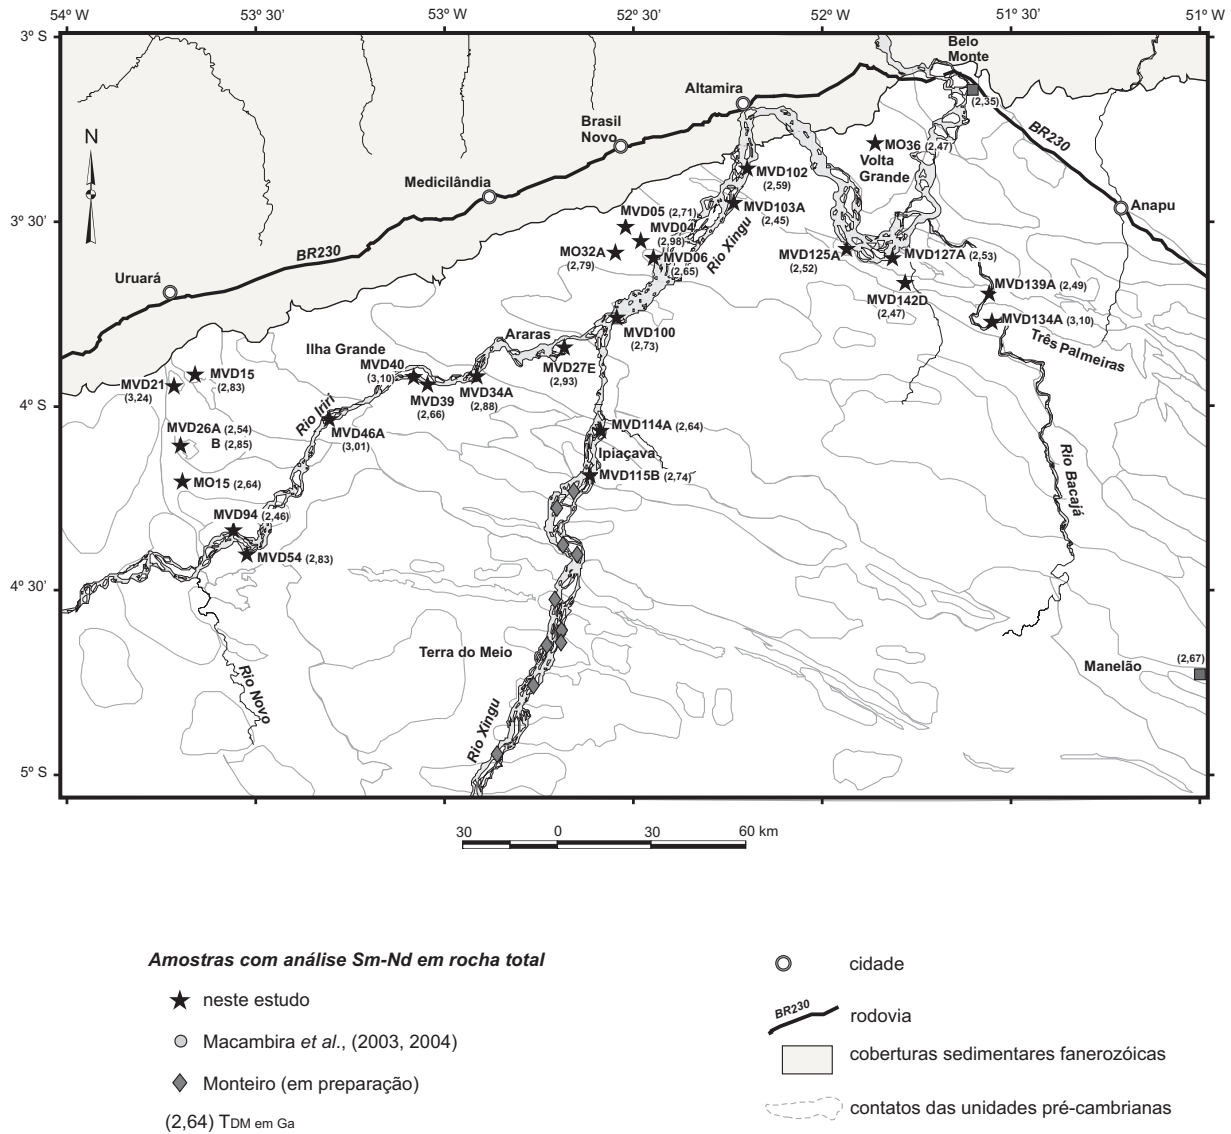 54º W
53º 30'
53º W
52º 30'
52º W
51º 30'
51º W
3º S
3º 30'
4º S
4º 30'
5º S
N
Belo
Monte
(2,35)
Altamira
Brasil
Novo
Medicilândia
BR230
Uruará
BR230
Anapu
MO36 (2,47)
Volta
Grande
MVD102
(2,59)
MVD103A
(2,45)
MVD05 (2,71)
MVD04
(2,98)
MO32A
(2,79)
MVD06
(2,65)
Rio Xingu
MVD125A
(2,52)
MVD127A (2,53)
MVD142D
(2,47)
MVD139A (2,49)
MVD134A (3,10)
Três Palmeiras
MVD100
(2,73)
Araras
MVD27E
(2,93)
Ilha Grande
MVD40
(3,10)
MVD39
(2,66)
MVD34A
(2,88)
MVD21
(3,24)
MVD15
(2,83)
Rio Iriri
MVD46A
(3,01)
MVD26A (2,54)
B (2,85)
MVD114A (2,64)
Ipiaçava
MVD115B (2,74)
Rio Bacajá
MO15 (2,64)
MVD94 (2,46)
MVD54 (2,83)
Terra do Meio
Rio Novo
Rio Xingu
Manelão
(2,67)
30
0
30
60 km
Amostras com análise Sm-Nd em rocha total
neste estudo
Macambira et al., (2003, 2004)
Monteiro (em preparação)
(2,64) TDM em Ga
cidade
BR230
rodovia
coberturas sedimentares fanerozóicas
contatos das unidades pré-cambrianas